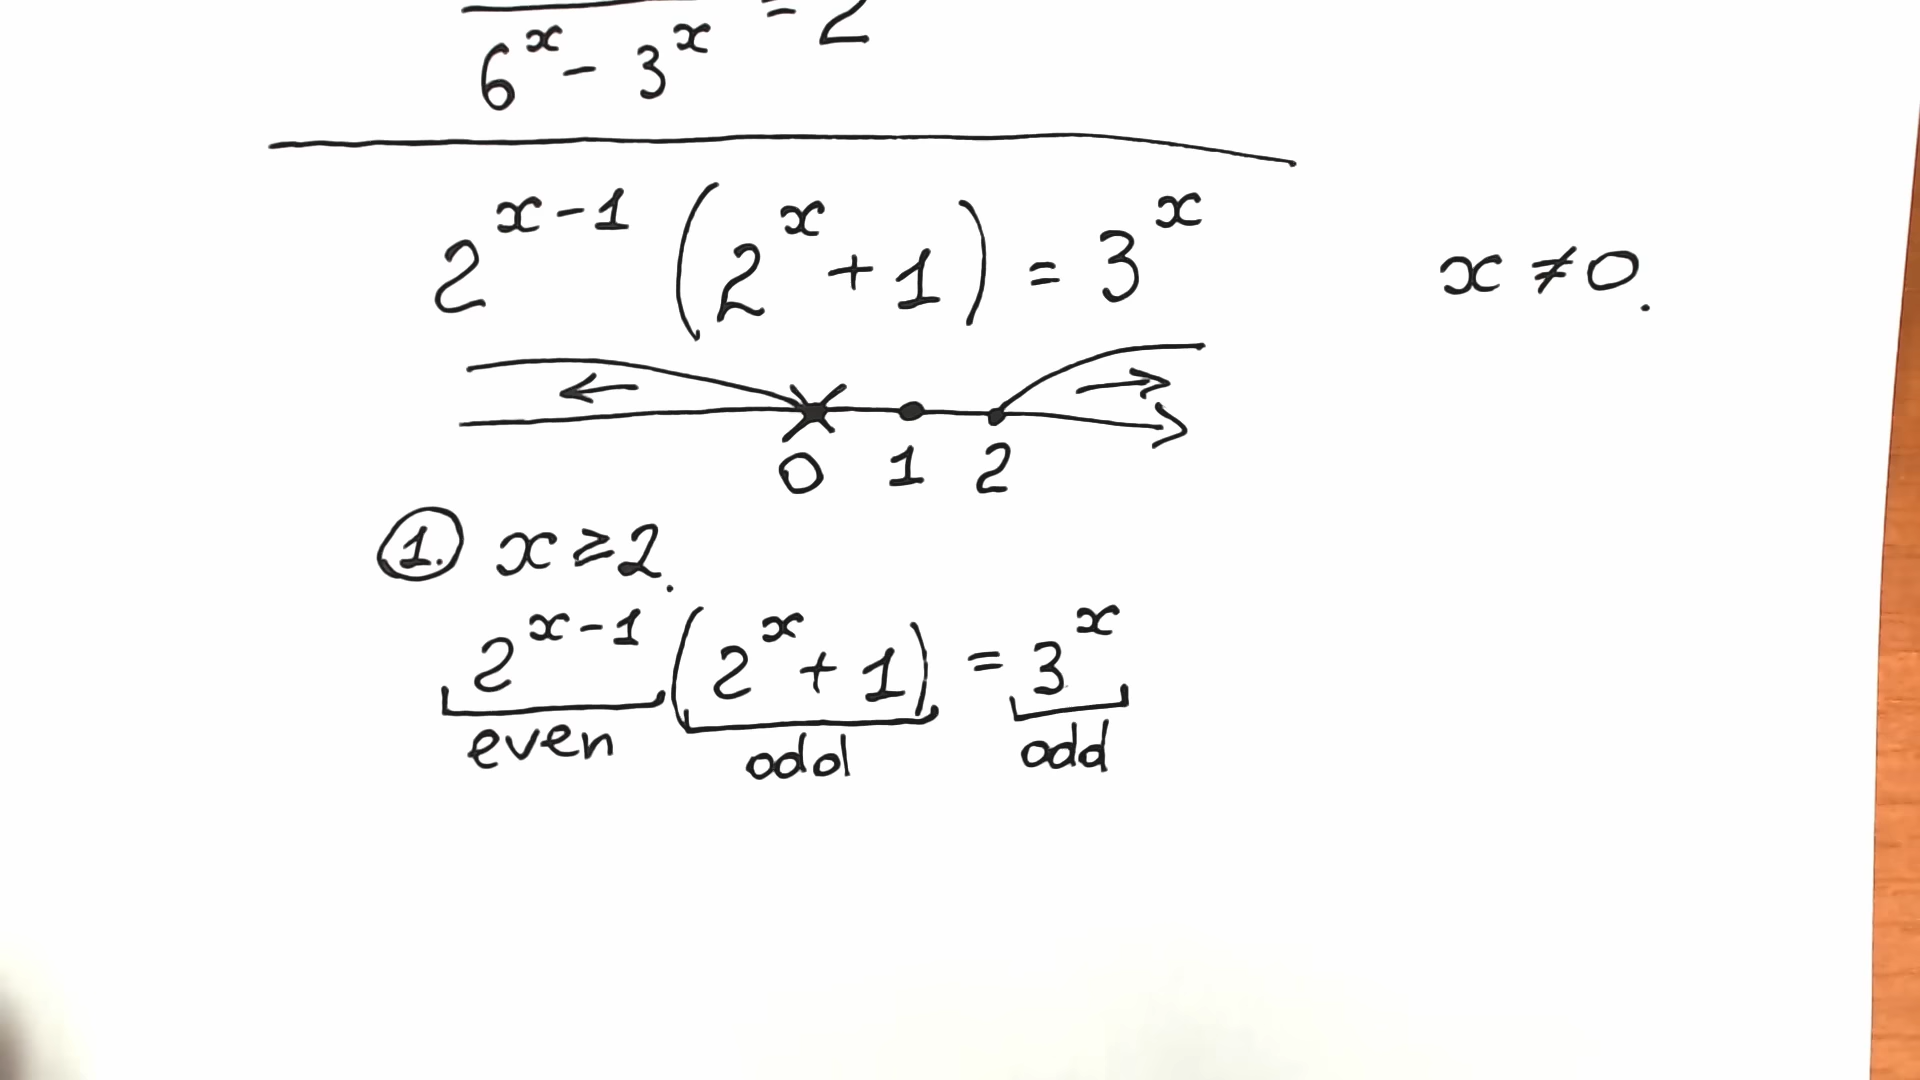 = 2
6^x - 3^x
2^(x-1) (2^x + 1) = 3^x x ≠ 0.
0 1 2
1. x ≥ 2.
2^(x-1) (2^x + 1) = 3^x
even odd odd